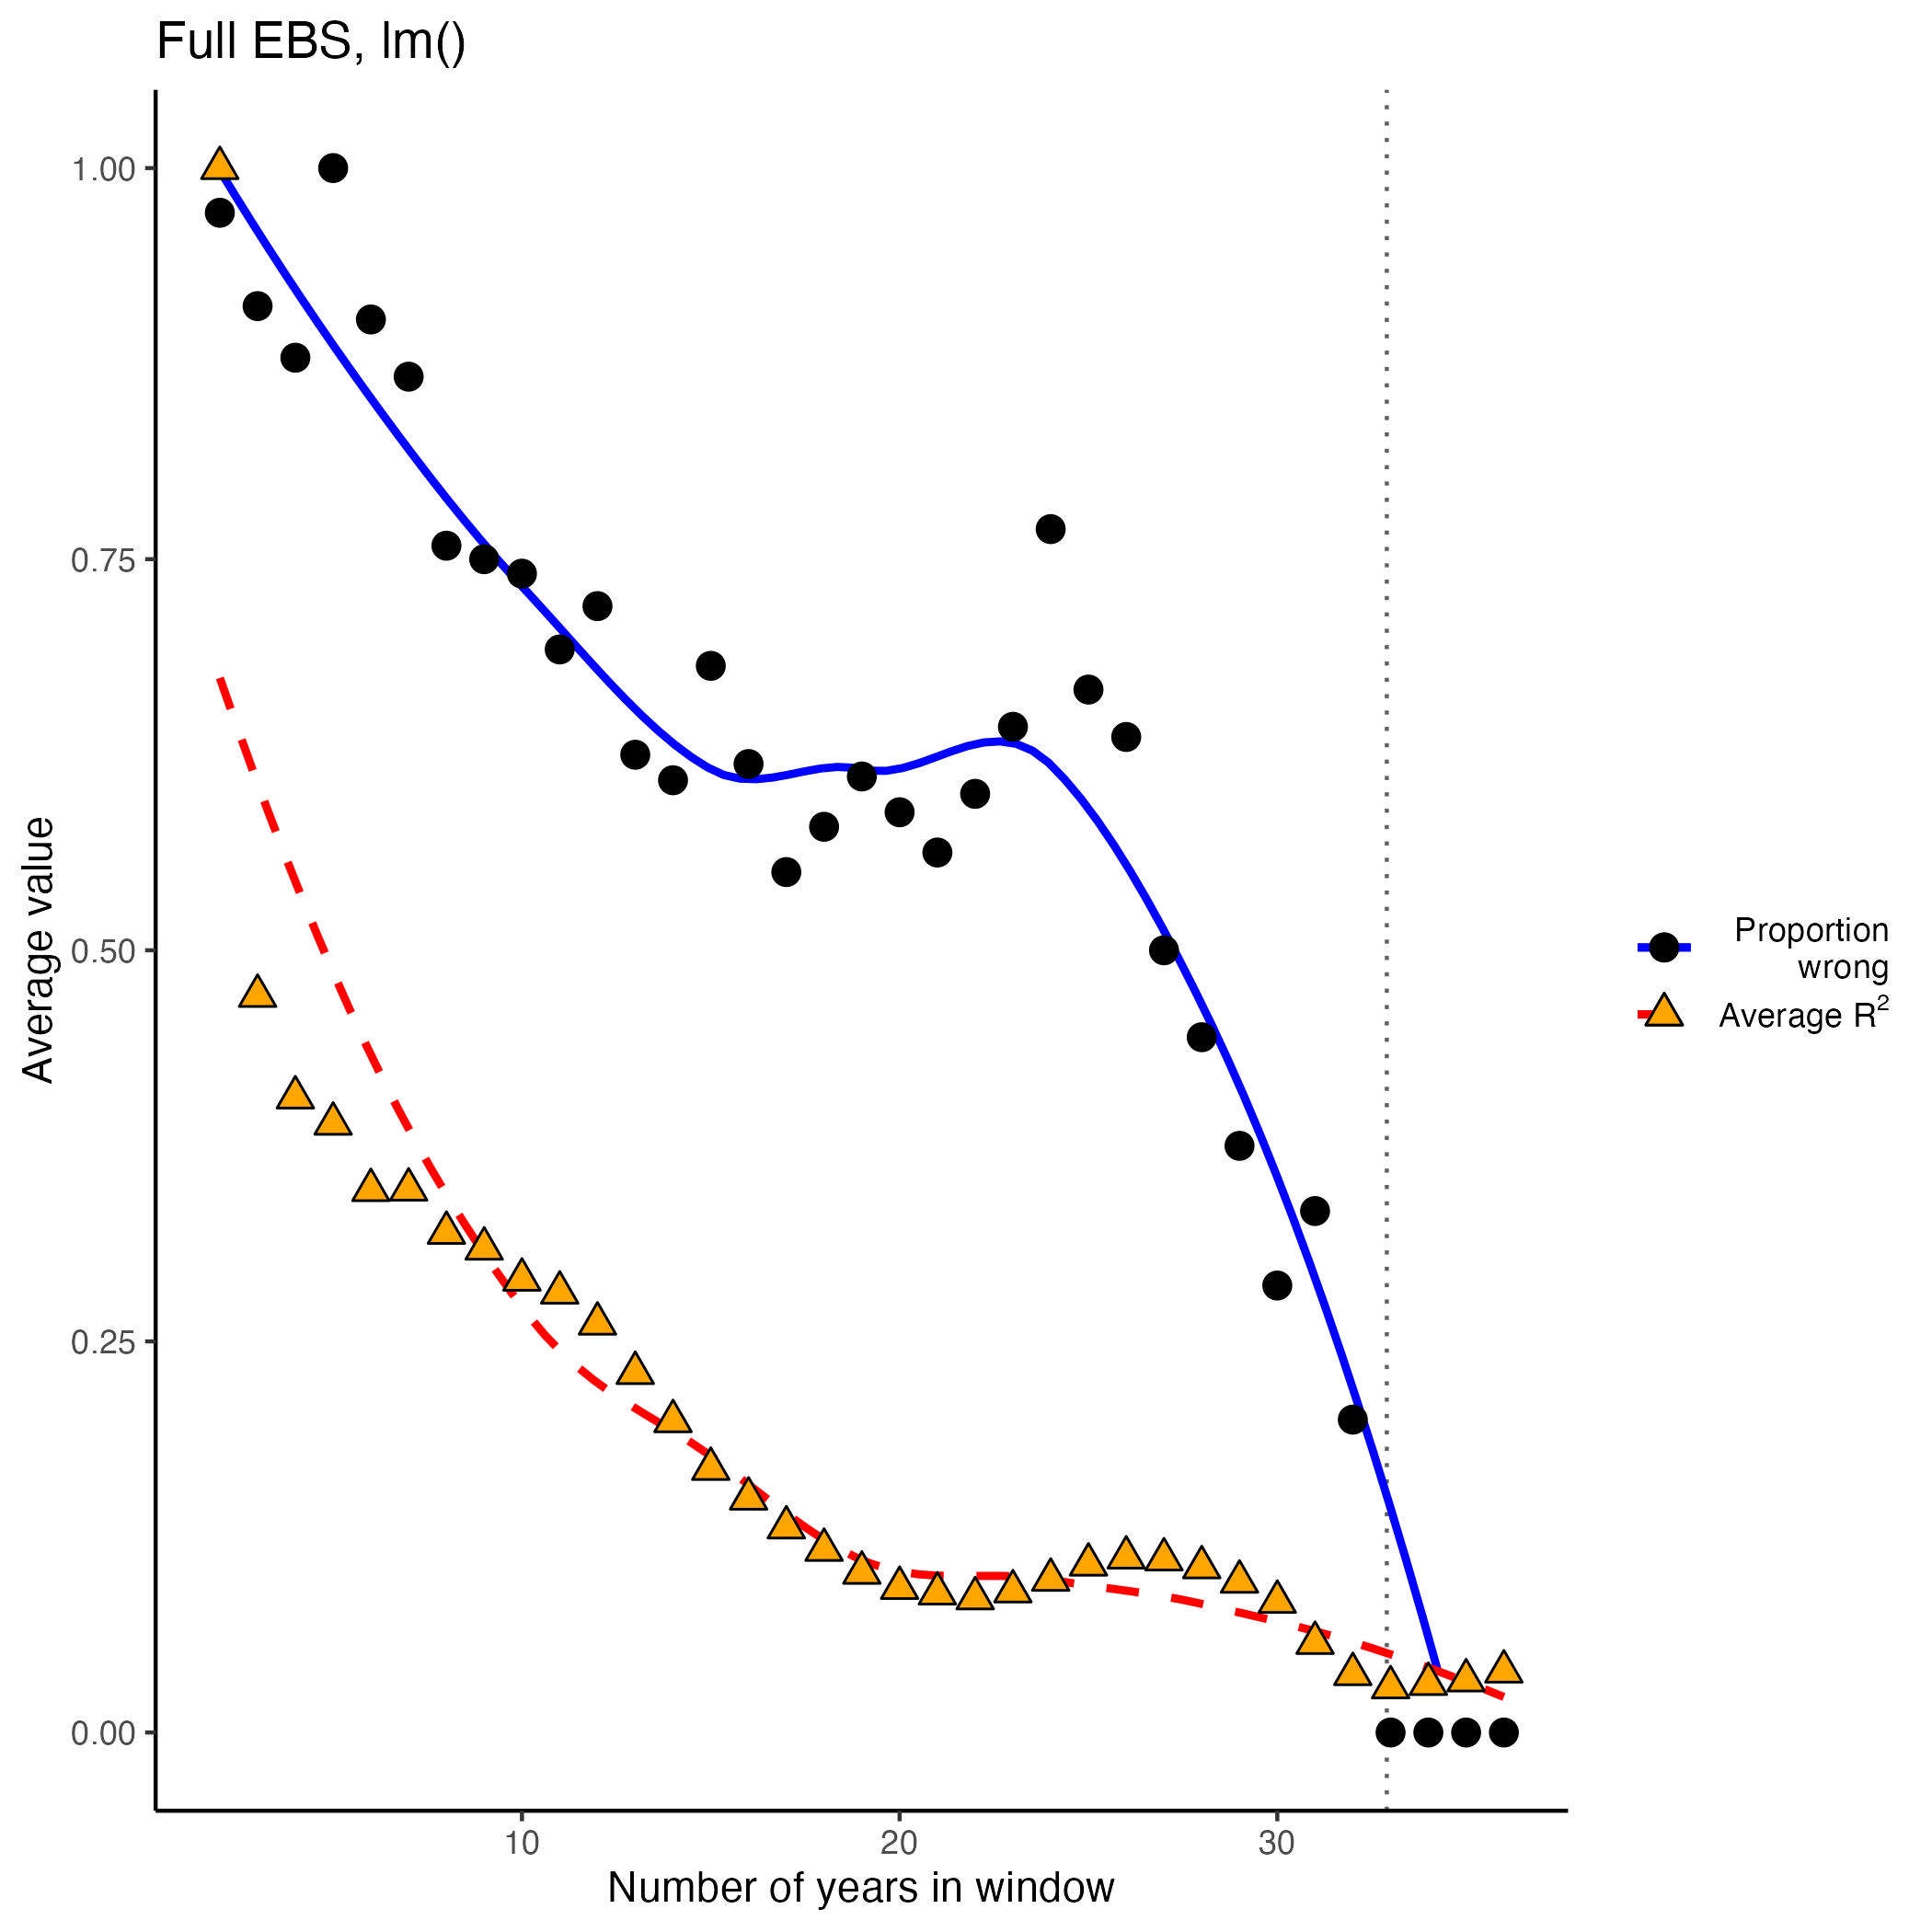 Full EBS, lm()
1.00
0.75
0.50
0.25
0.00
Average value
10
20
30
Number of years in window
Proportion
wrong
Average R²